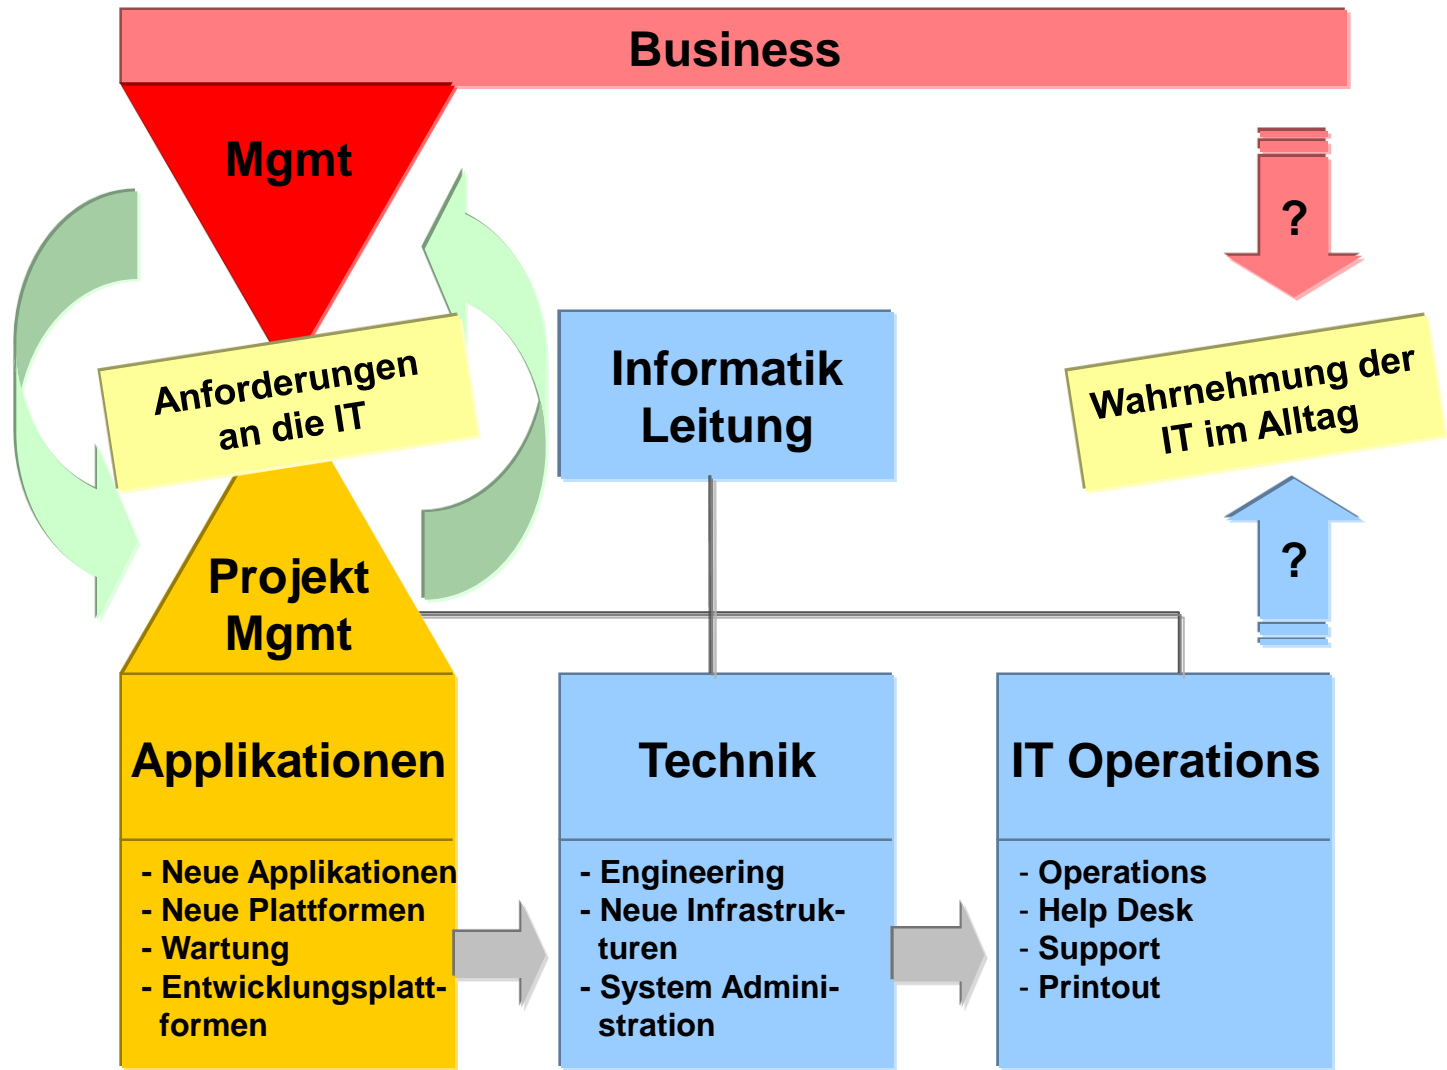 Business
Mgmt
?
Anforderungen
an die IT
Informatik
Leitung
Wahrnehmung der
IT im Alltag
?
Projekt
Mgmt
Applikationen
- Neue Applikationen
- Neue Plattformen
- Wartung
- Entwicklungsplatt-
formen
Technik
- Engineering
- Neue Infrastruk-
turen
- System Admini-
stration
IT Operations
- Operations
- Help Desk
- Support
- Printout